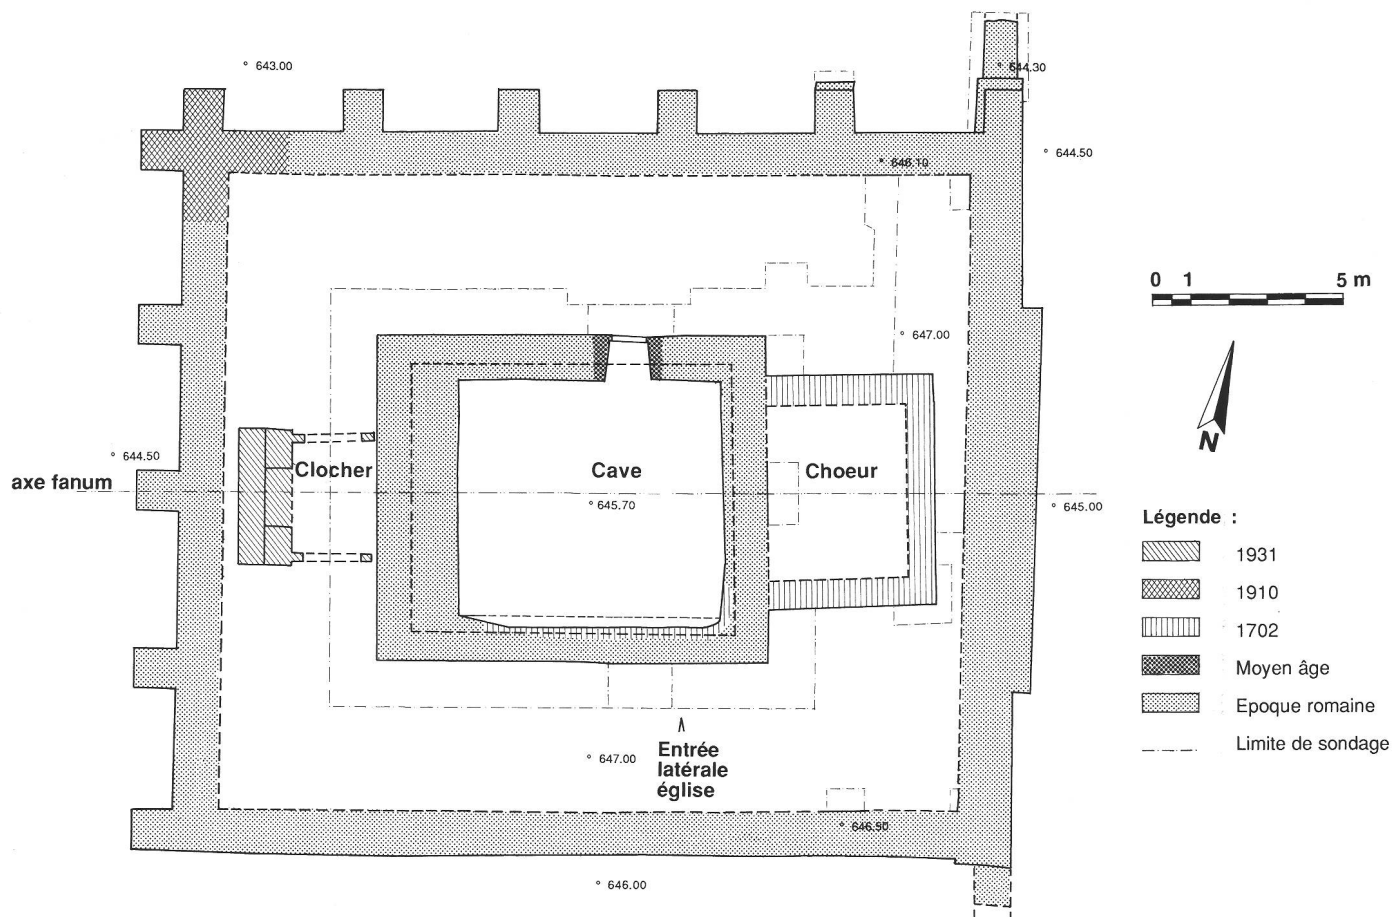 ° 643.00
° 644.30
° 644.50
° 646.10
0 1 5 m
° 647.00
N
° 644.50
axe fanum
Clocher
Cave
Choeur
° 645.70
° 645.00
Légende :
1931
1910
1702
Moyen âge
Epoque romaine
Limite de sondage
Entrée
latérale
église
° 647.00
° 646.50
° 646.00